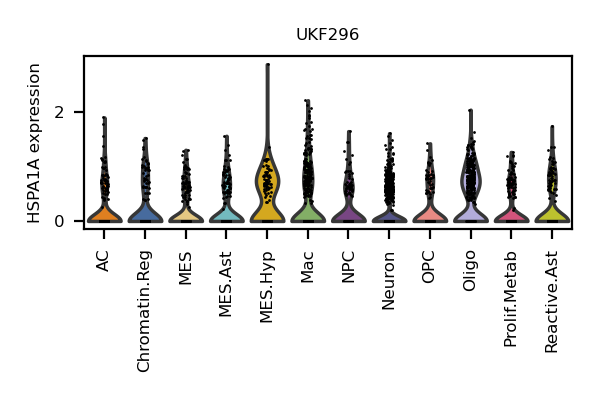 UKF296
HSPA1A expression
2
0
AC
Chromatin.Reg
MES
MES.Ast
MES.Hyp
Mac
NPC
Neuron
OPC
Oligo
Prolif.Metab
Reactive.Ast